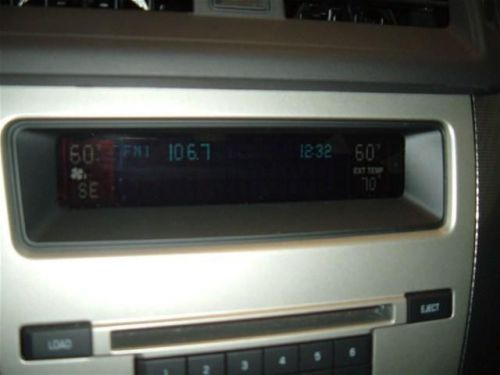 60° FM1 106.7 12:32 60°
EXT TEMP
SE 70°
LOAD EJECT
1 2 3 4 5 6